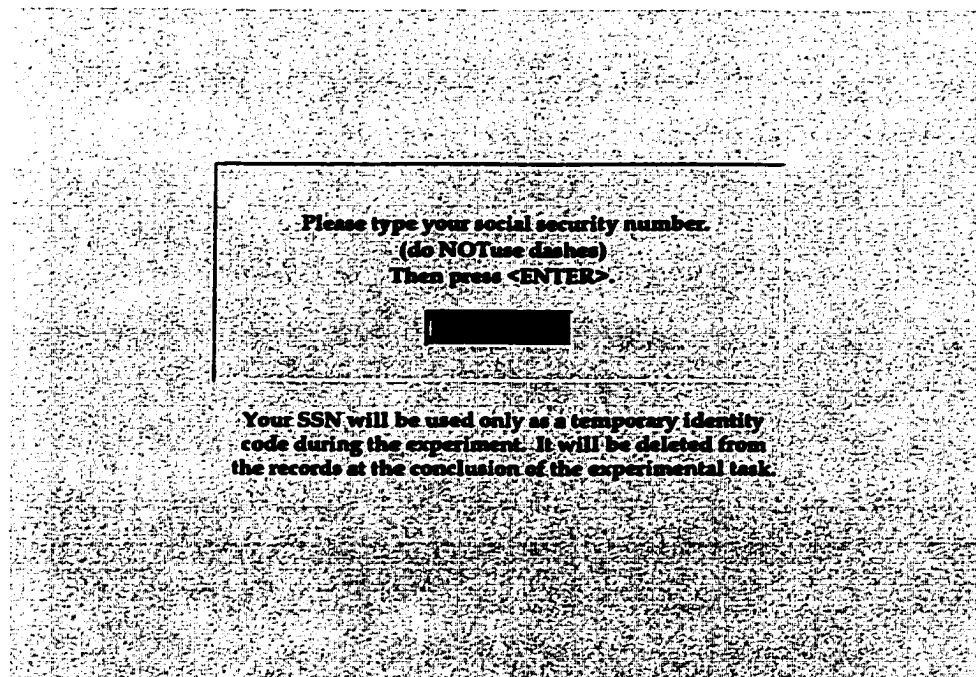 Please type your social security number.
(do NOTuse dashes)
Then press <ENTER>.
Your SSN will be used only as a temporary identity
code during the experiment. It will be deleted from
the records at the conclusion of the experimental task.